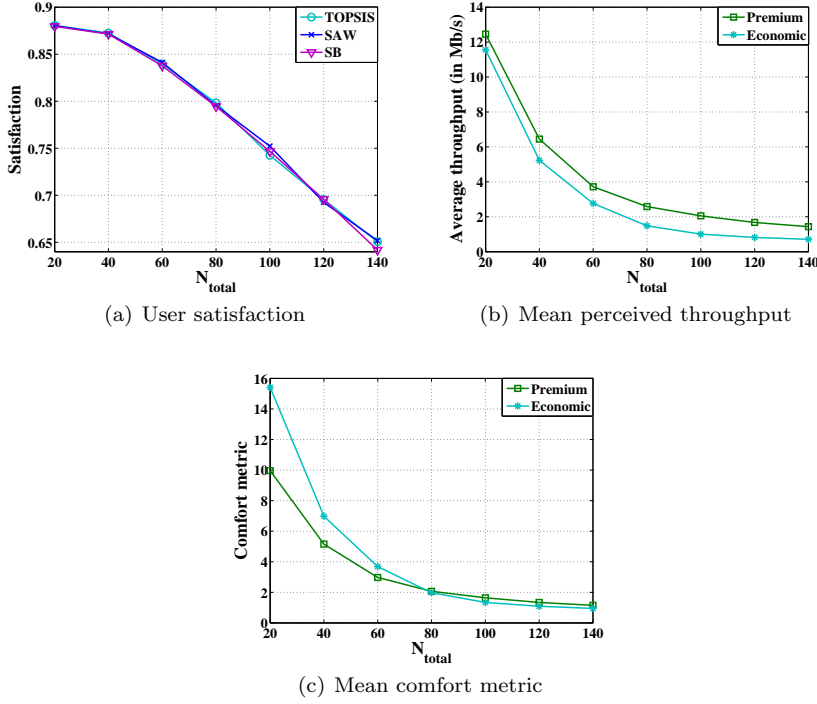 TOPSIS
SAW
SB
0.9
0.85
0.8
0.75
0.7
0.65
Satisfaction
20 40 60 80 100 120 140
N_total
(a) User satisfaction
Premium
Economic
14
12
10
8
6
4
2
0
Average throughput (in Mb/s)
20 40 60 80 100 120 140
N_total
(b) Mean perceived throughput
Premium
Economic
16
14
12
10
8
6
4
2
0
Comfort metric
20 40 60 80 100 120 140
N_total
(c) Mean comfort metric